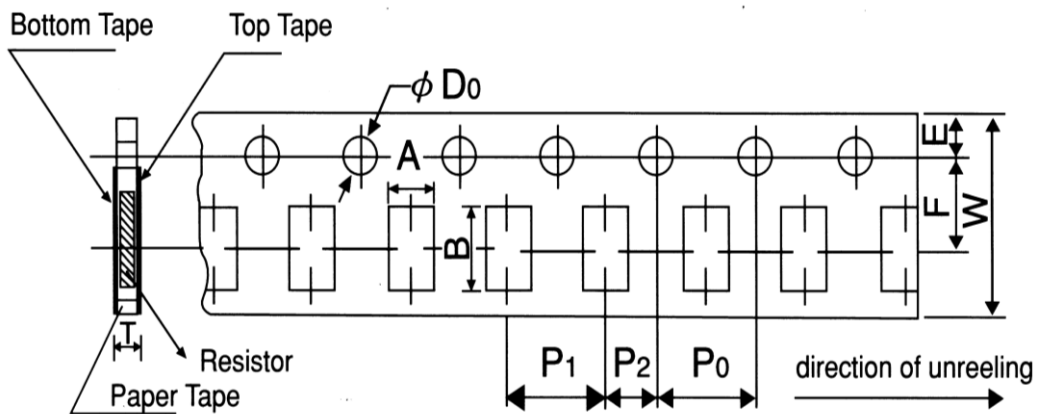 Bottom Tape
Top Tape
ϕ D0
A
E
F
W
B
T
Resistor
Paper Tape
P1
P2
P0
direction of unreeling